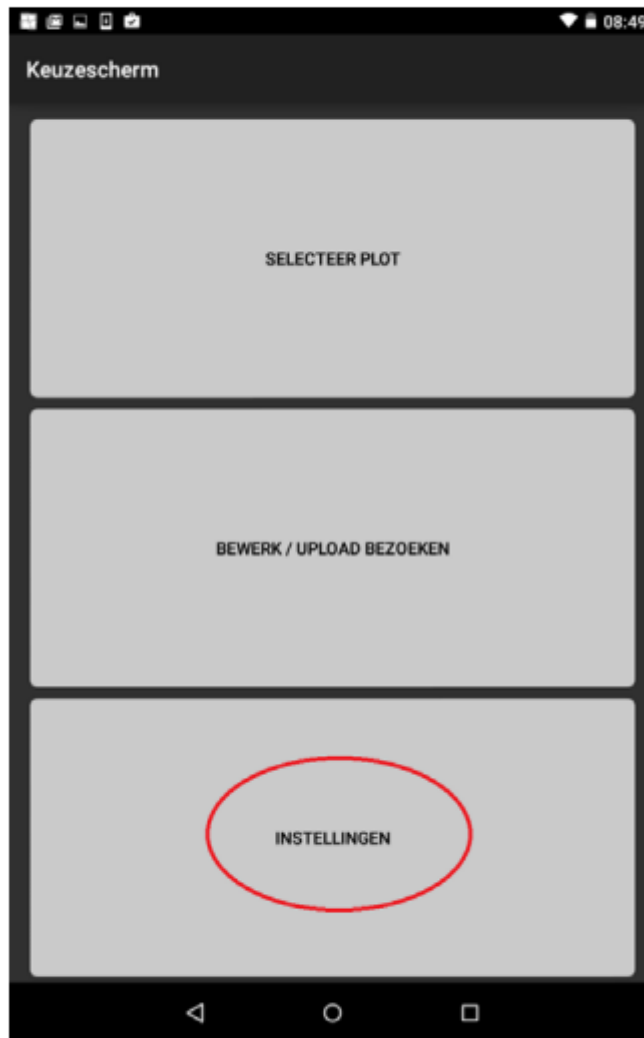 08:49
Keuzescherm
SELECTEER PLOT
BEWERK / UPLOAD BEZOEKEN
INSTELLINGEN